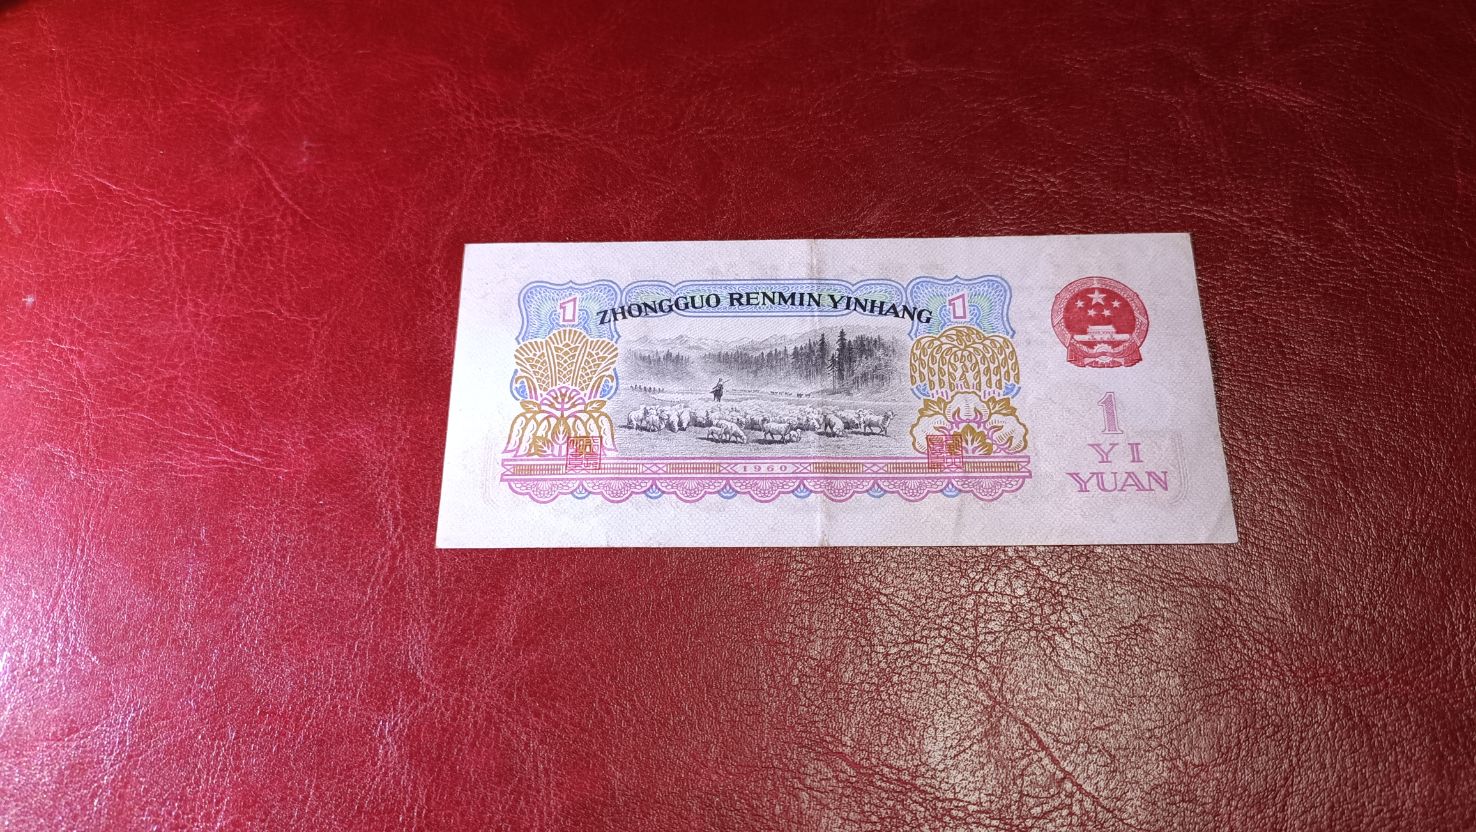 1
ZHONGGUO RENMIN YINHANG
1
1960
1
YI
YUAN